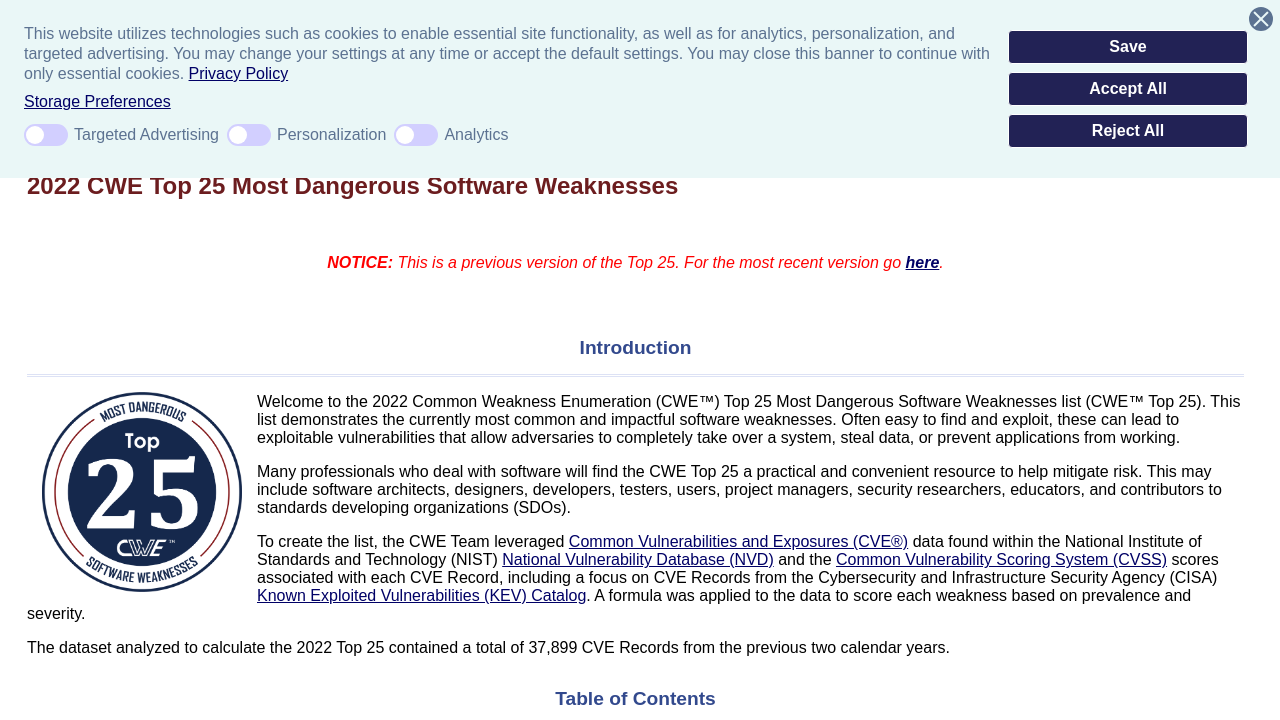 This website utilizes technologies such as cookies to enable essential site functionality, as well as for analytics, personalization, and
targeted advertising. You may change your settings at any time or accept the default settings. You may close this banner to continue with
only essential cookies. Privacy Policy
Storage Preferences
Targeted Advertising Personalization Analytics
Save
Accept All
Reject All
2022 CWE Top 25 Most Dangerous Software Weaknesses
NOTICE: This is a previous version of the Top 25. For the most recent version go here.
Introduction
MOST DANGEROUS
Top
25
CWE™
SOFTWARE WEAKNESSES
Welcome to the 2022 Common Weakness Enumeration (CWE™) Top 25 Most Dangerous Software Weaknesses list (CWE™ Top 25). This
list demonstrates the currently most common and impactful software weaknesses. Often easy to find and exploit, these can lead to
exploitable vulnerabilities that allow adversaries to completely take over a system, steal data, or prevent applications from working.
Many professionals who deal with software will find the CWE Top 25 a practical and convenient resource to help mitigate risk. This may
include software architects, designers, developers, testers, users, project managers, security researchers, educators, and contributors to
standards developing organizations (SDOs).
To create the list, the CWE Team leveraged Common Vulnerabilities and Exposures (CVE®) data found within the National Institute of
Standards and Technology (NIST) National Vulnerability Database (NVD) and the Common Vulnerability Scoring System (CVSS) scores
associated with each CVE Record, including a focus on CVE Records from the Cybersecurity and Infrastructure Security Agency (CISA)
Known Exploited Vulnerabilities (KEV) Catalog. A formula was applied to the data to score each weakness based on prevalence and
severity.
The dataset analyzed to calculate the 2022 Top 25 contained a total of 37,899 CVE Records from the previous two calendar years.
Table of Contents